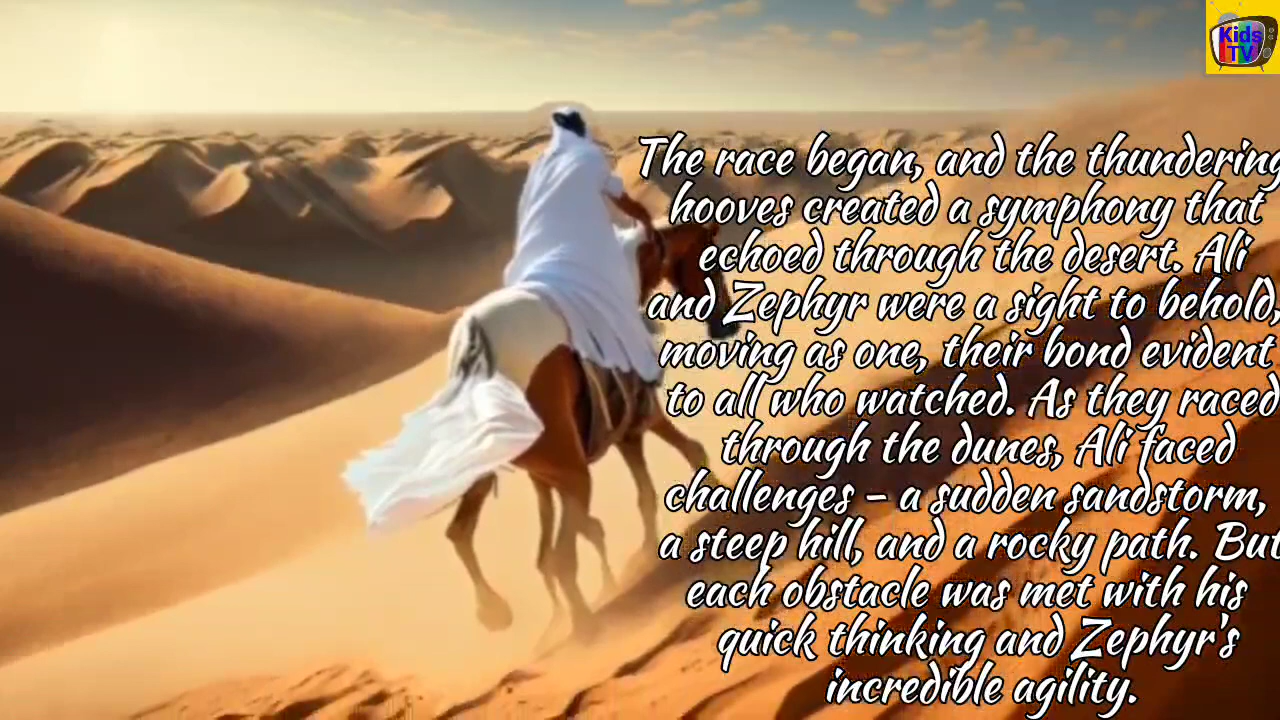 Kids
TV
The race began, and the thundering
hooves created a symphony that
echoed through the desert. Ali
and Zephyr were a sight to behold,
moving as one, their bond evident
to all who watched. As they raced
through the dunes, Ali faced
challenges – a sudden sandstorm,
a steep hill, and a rocky path. But
each obstacle was met with his
quick thinking and Zephyr's
incredible agility.